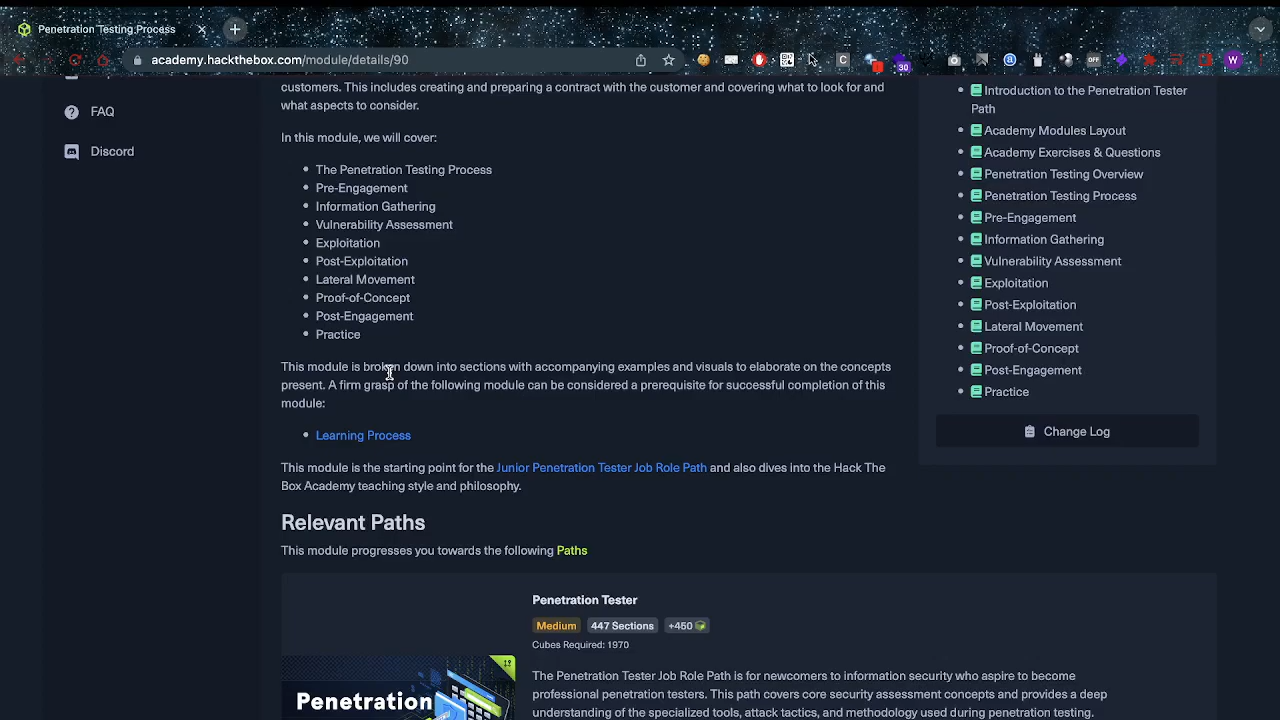 Penetration Testing Process
academy.hackthebox.com/module/details/90
OFF
30
W
FAQ
Discord
customers. This includes creating and preparing a contract with the customer and covering what to look for and
what aspects to consider.
In this module, we will cover:
The Penetration Testing Process
Pre-Engagement
Information Gathering
Vulnerability Assessment
Exploitation
Post-Exploitation
Lateral Movement
Proof-of-Concept
Post-Engagement
Practice
This module is broken down into sections with accompanying examples and visuals to elaborate on the concepts
present. A firm grasp of the following module can be considered a prerequisite for successful completion of this
module:
Learning Process
This module is the starting point for the Junior Penetration Tester Job Role Path and also dives into the Hack The
Box Academy teaching style and philosophy.
Relevant Paths
This module progresses you towards the following Paths
Penetration Tester
Medium 447 Sections +450
Cubes Required: 1970
The Penetration Tester Job Role Path is for newcomers to information security who aspire to become
professional penetration testers. This path covers core security assessment concepts and provides a deep
understanding of the specialized tools, attack tactics, and methodology used during penetration testing.
Penetration
Introduction to the Penetration Tester
Path
Academy Modules Layout
Academy Exercises & Questions
Penetration Testing Overview
Penetration Testing Process
Pre-Engagement
Information Gathering
Vulnerability Assessment
Exploitation
Post-Exploitation
Lateral Movement
Proof-of-Concept
Post-Engagement
Practice
Change Log